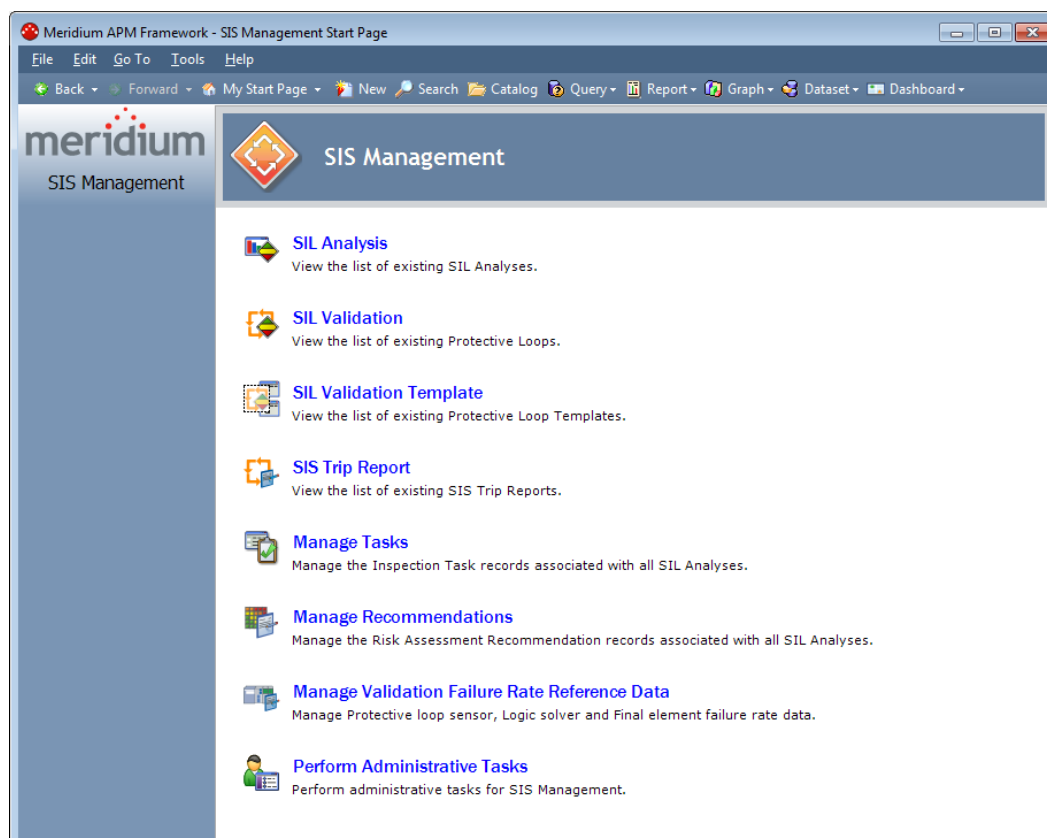 Meridium APM Framework - SIS Management Start Page
File Edit Go To Tools Help
Back Forward My Start Page New Search Catalog Query Report Graph Dataset Dashboard
meridium
SIS Management
SIS Management
SIL Analysis
View the list of existing SIL Analyses.
SIL Validation
View the list of existing Protective Loops.
SIL Validation Template
View the list of existing Protective Loop Templates.
SIS Trip Report
View the list of existing SIS Trip Reports.
Manage Tasks
Manage the Inspection Task records associated with all SIL Analyses.
Manage Recommendations
Manage the Risk Assessment Recommendation records associated with all SIL Analyses.
Manage Validation Failure Rate Reference Data
Manage Protective loop sensor, Logic solver and Final element failure rate data.
Perform Administrative Tasks
Perform administrative tasks for SIS Management.